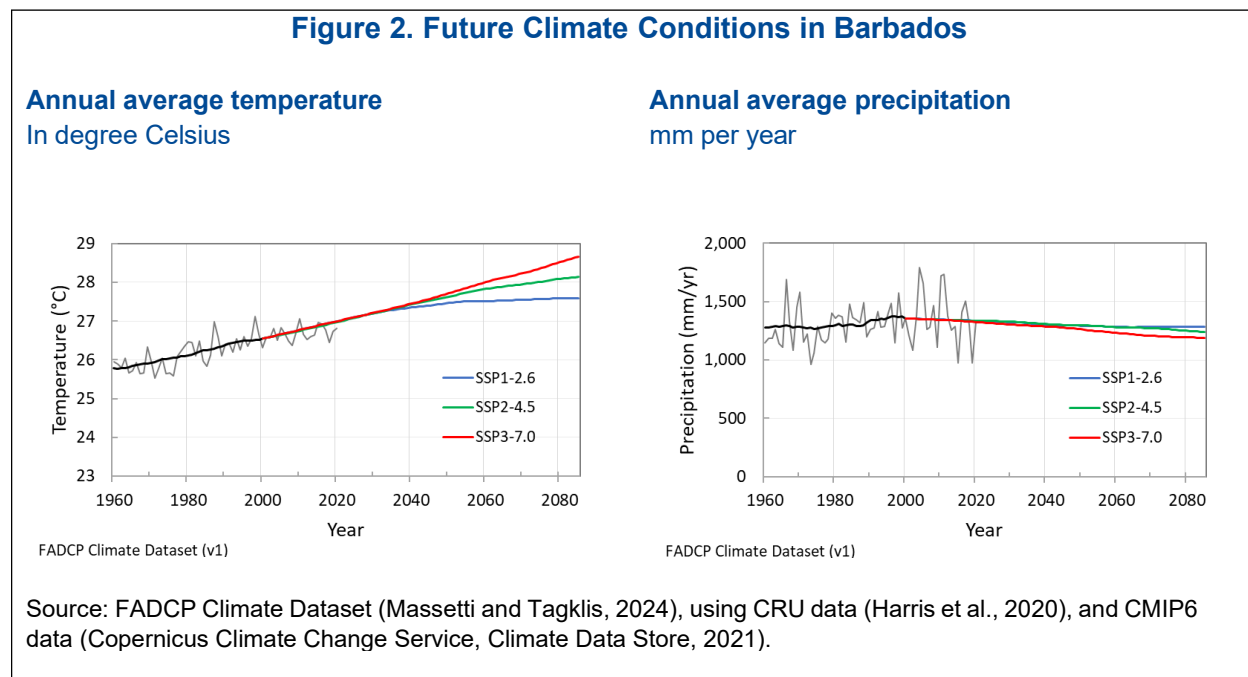 Figure 2. Future Climate Conditions in Barbados
Annual average temperature
In degree Celsius
Annual average precipitation
mm per year
Temperature (°C)
29
28
27
26
25
24
23
SSP1-2.6
SSP2-4.5
SSP3-7.0
1960 1980 2000 2020 2040 2060 2080
Year
FADCP Climate Dataset (v1)
Precipitation (mm/yr)
2,000
1,500
1,000
500
0
SSP1-2.6
SSP2-4.5
SSP3-7.0
1960 1980 2000 2020 2040 2060 2080
Year
FADCP Climate Dataset (v1)
Source: FADCP Climate Dataset (Massetti and Tagklis, 2024), using CRU data (Harris et al., 2020), and CMIP6
data (Copernicus Climate Change Service, Climate Data Store, 2021).